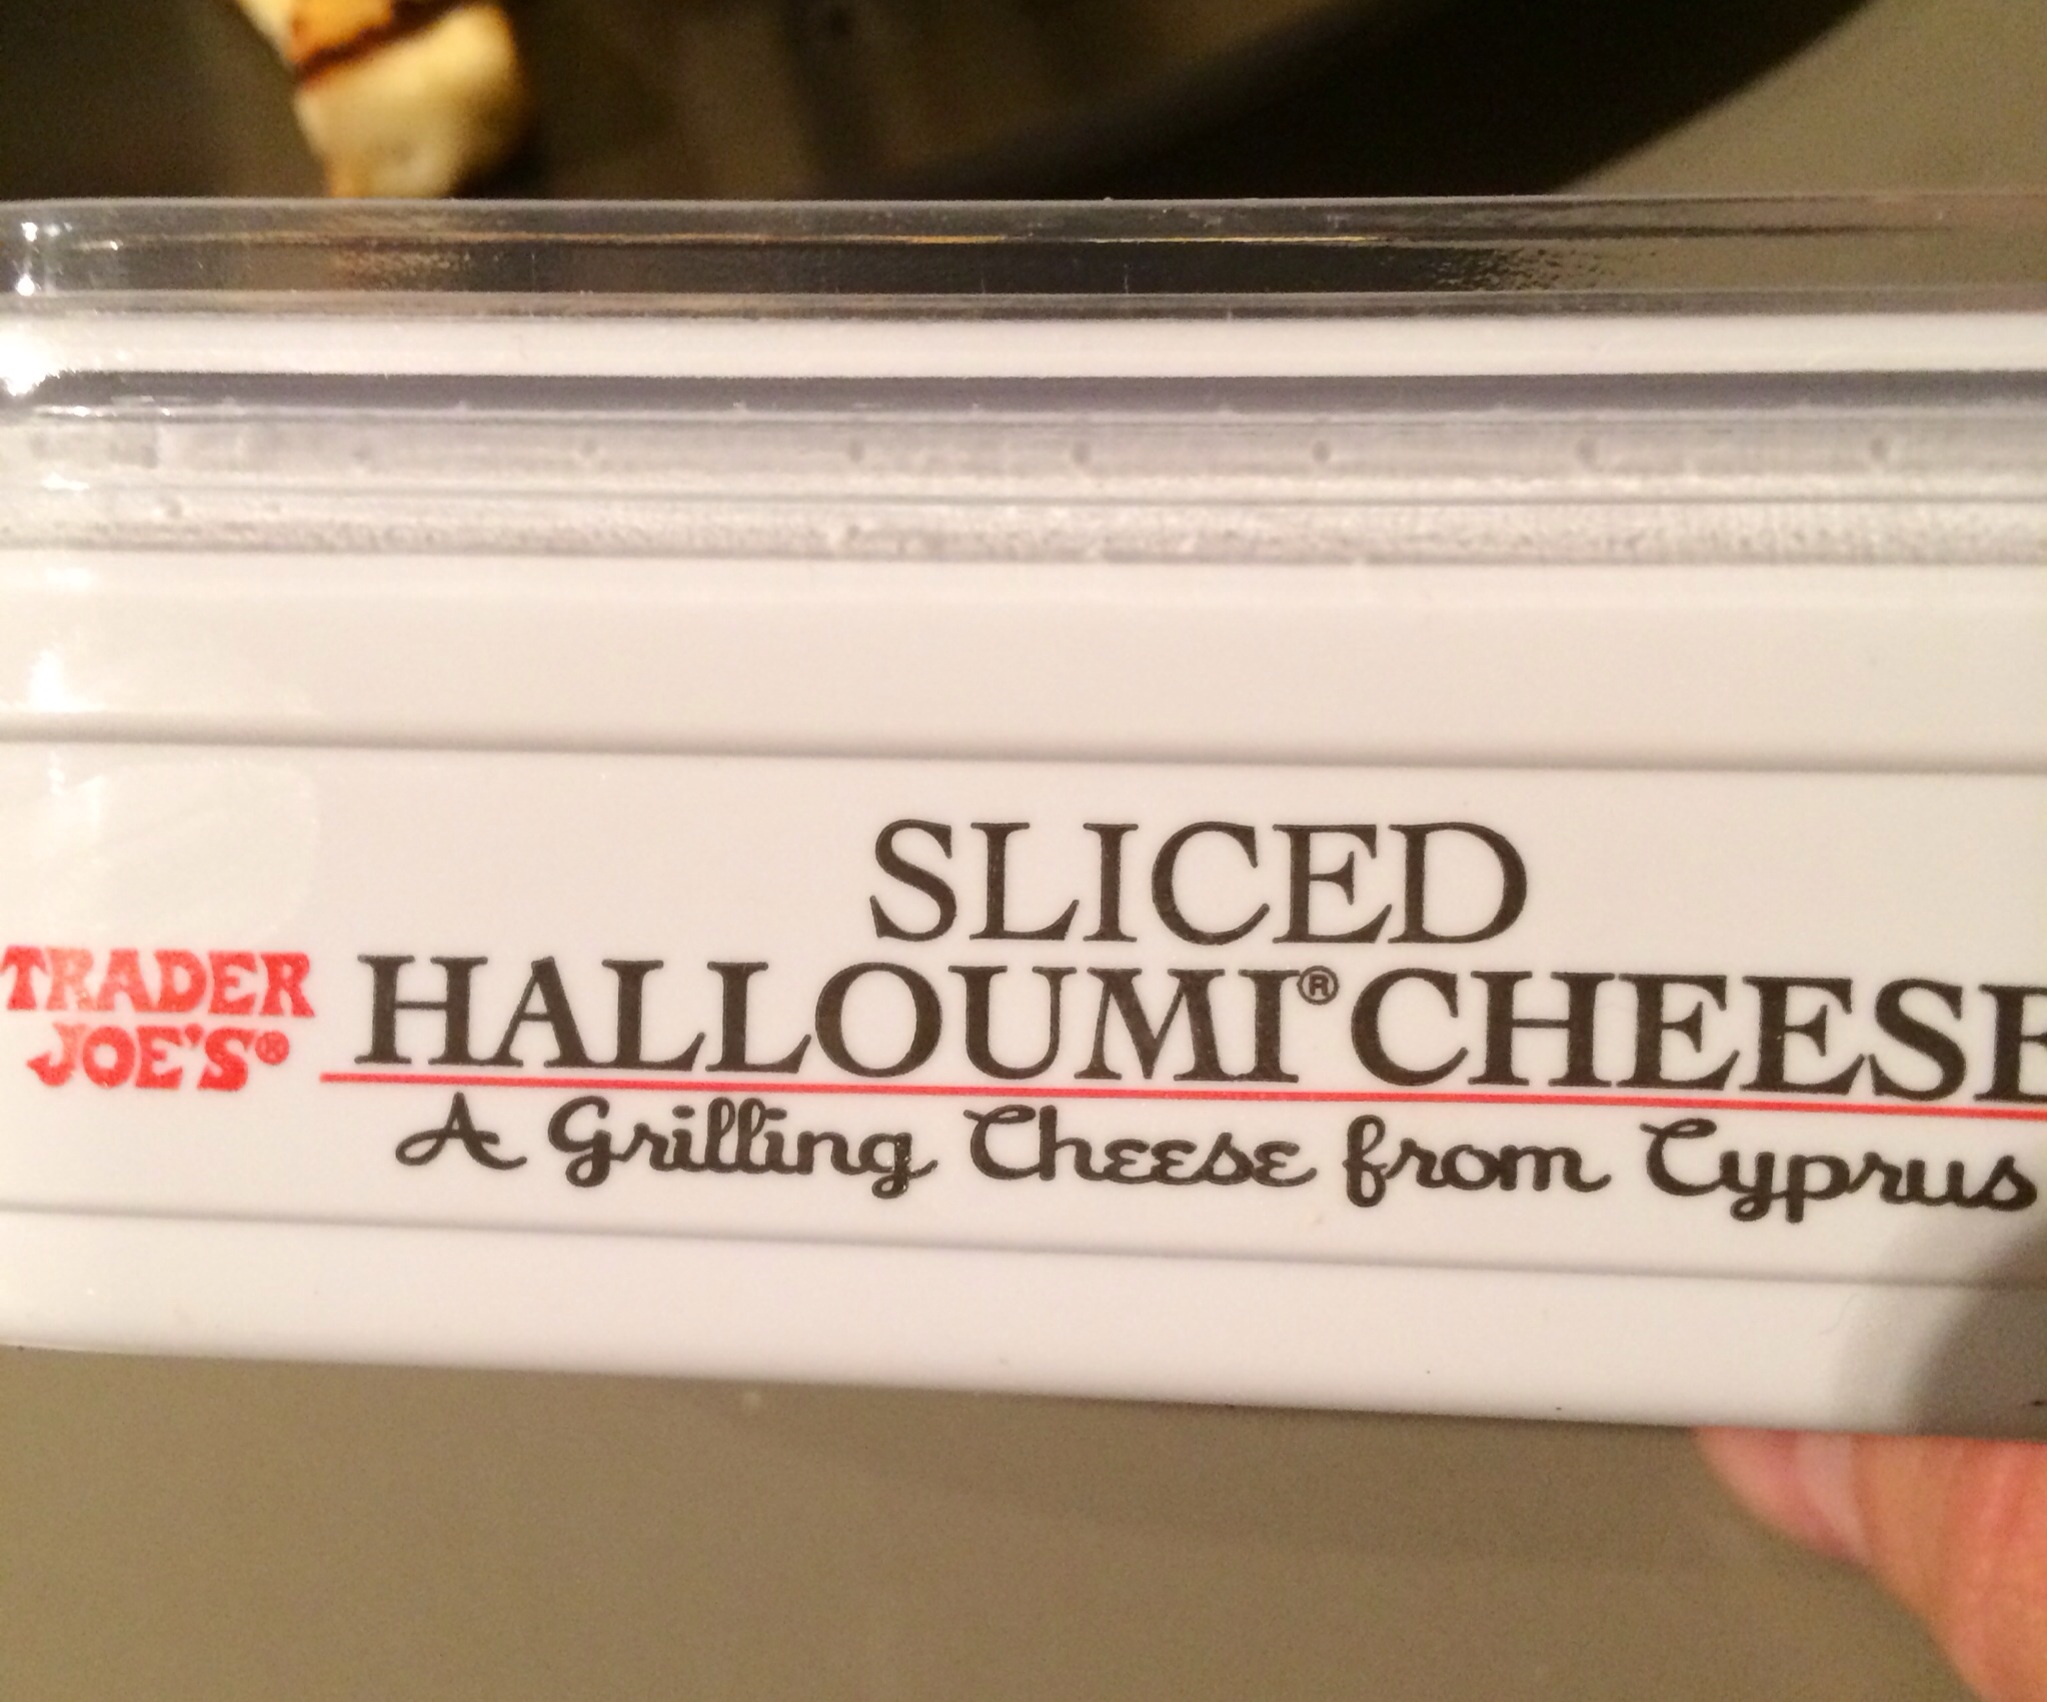 SLICED
TRADER JOE'S®
HALLOUMI® CHEESE
A Grilling Cheese from Cyprus